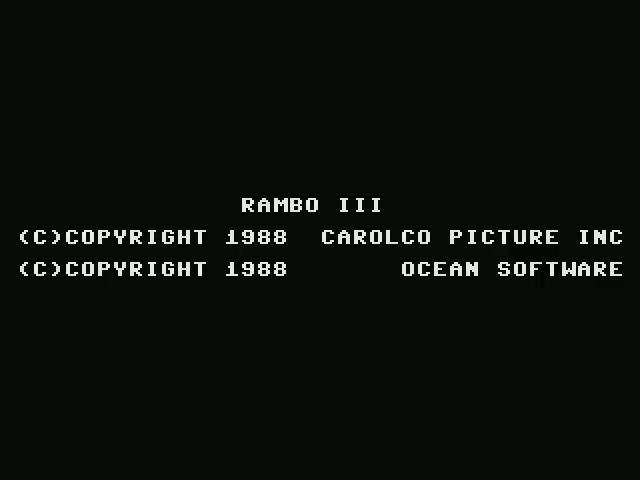 RAMBO III
(C)COPYRIGHT 1988 CAROLCO PICTURE INC
(C)COPYRIGHT 1988 OCEAN SOFTWARE